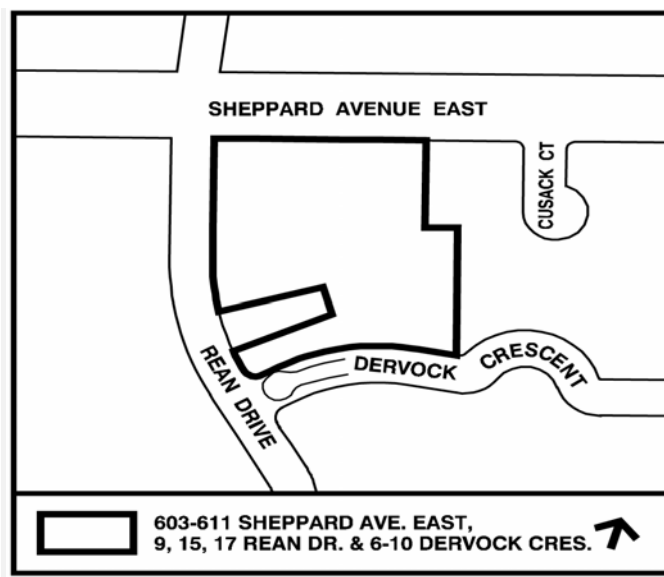 SHEPPARD AVENUE EAST
CUSACK CT
REAN DRIVE
DERVOCK CRESCENT
603-611 SHEPPARD AVE. EAST,
9, 15, 17 REAN DR. & 6-10 DERVOCK CRES.